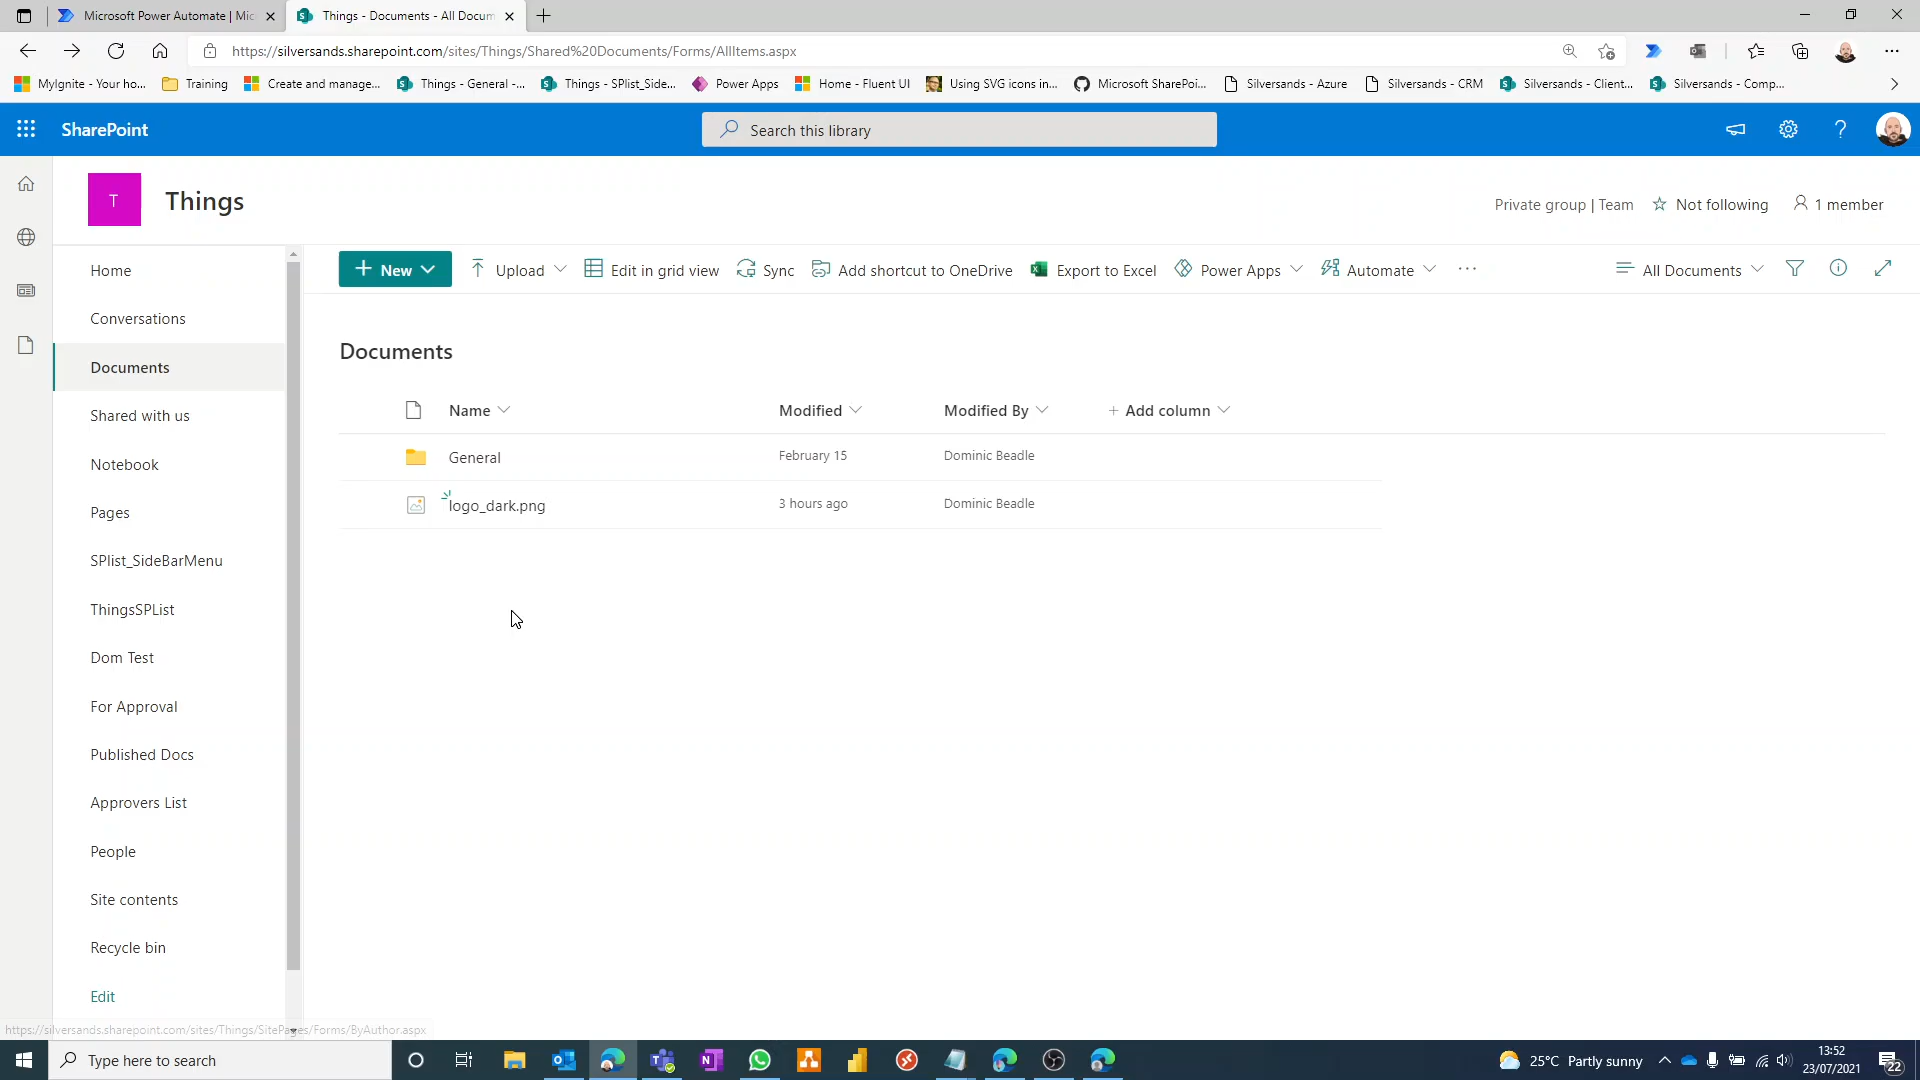 Microsoft Power Automate | Mic
Things - Documents - All Docum
https://silversands.sharepoint.com/sites/Things/Shared%20Documents/Forms/AllItems.aspx
MyIgnite - Your ho...
Training
Create and manage...
Things - General -...
Things - SPlist_Side...
Power Apps
Home - Fluent UI
Using SVG icons in...
Microsoft SharePoi...
Silversands - Azure
Silversands - CRM
Silversands - Client...
Silversands - Comp...
SharePoint
Search this library
T
Things
Private group | Team
Not following
1 member
Home
Conversations
Documents
Shared with us
Notebook
Pages
SPlist_SideBarMenu
ThingsSPList
Dom Test
For Approval
Published Docs
Approvers List
People
Site contents
Recycle bin
Edit
New
Upload
Edit in grid view
Sync
Add shortcut to OneDrive
Export to Excel
Power Apps
Automate
All Documents
Documents
Name
Modified
Modified By
+ Add column
General
February 15
Dominic Beadle
logo_dark.png
3 hours ago
Dominic Beadle
https://silversands.sharepoint.com/sites/Things/SitePages/Forms/ByAuthor.aspx
Type here to search
25°C Partly sunny
13:52
23/07/2021
22